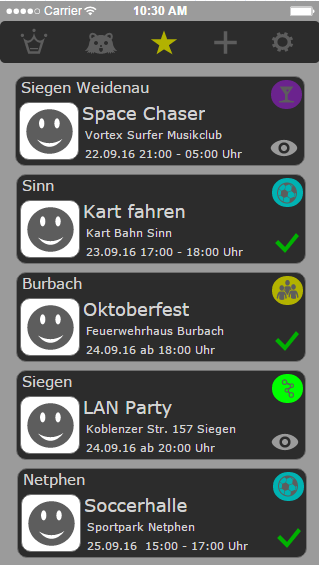 Carrier 10:30 AM
Siegen Weidenau
Space Chaser
Vortex Surfer Musikclub
22.09.16 21:00 - 05:00 Uhr
Sinn
Kart fahren
Kart Bahn Sinn
23.09.16 17:00 - 18:00 Uhr
Burbach
Oktoberfest
Feuerwehrhaus Burbach
24.09.16 ab 18:00 Uhr
Siegen
LAN Party
Koblenzer Str. 157 Siegen
24.09.16 ab 20:00 Uhr
Netphen
Soccerhalle
Sportpark Netphen
25.09.16 15:00 - 17:00 Uhr